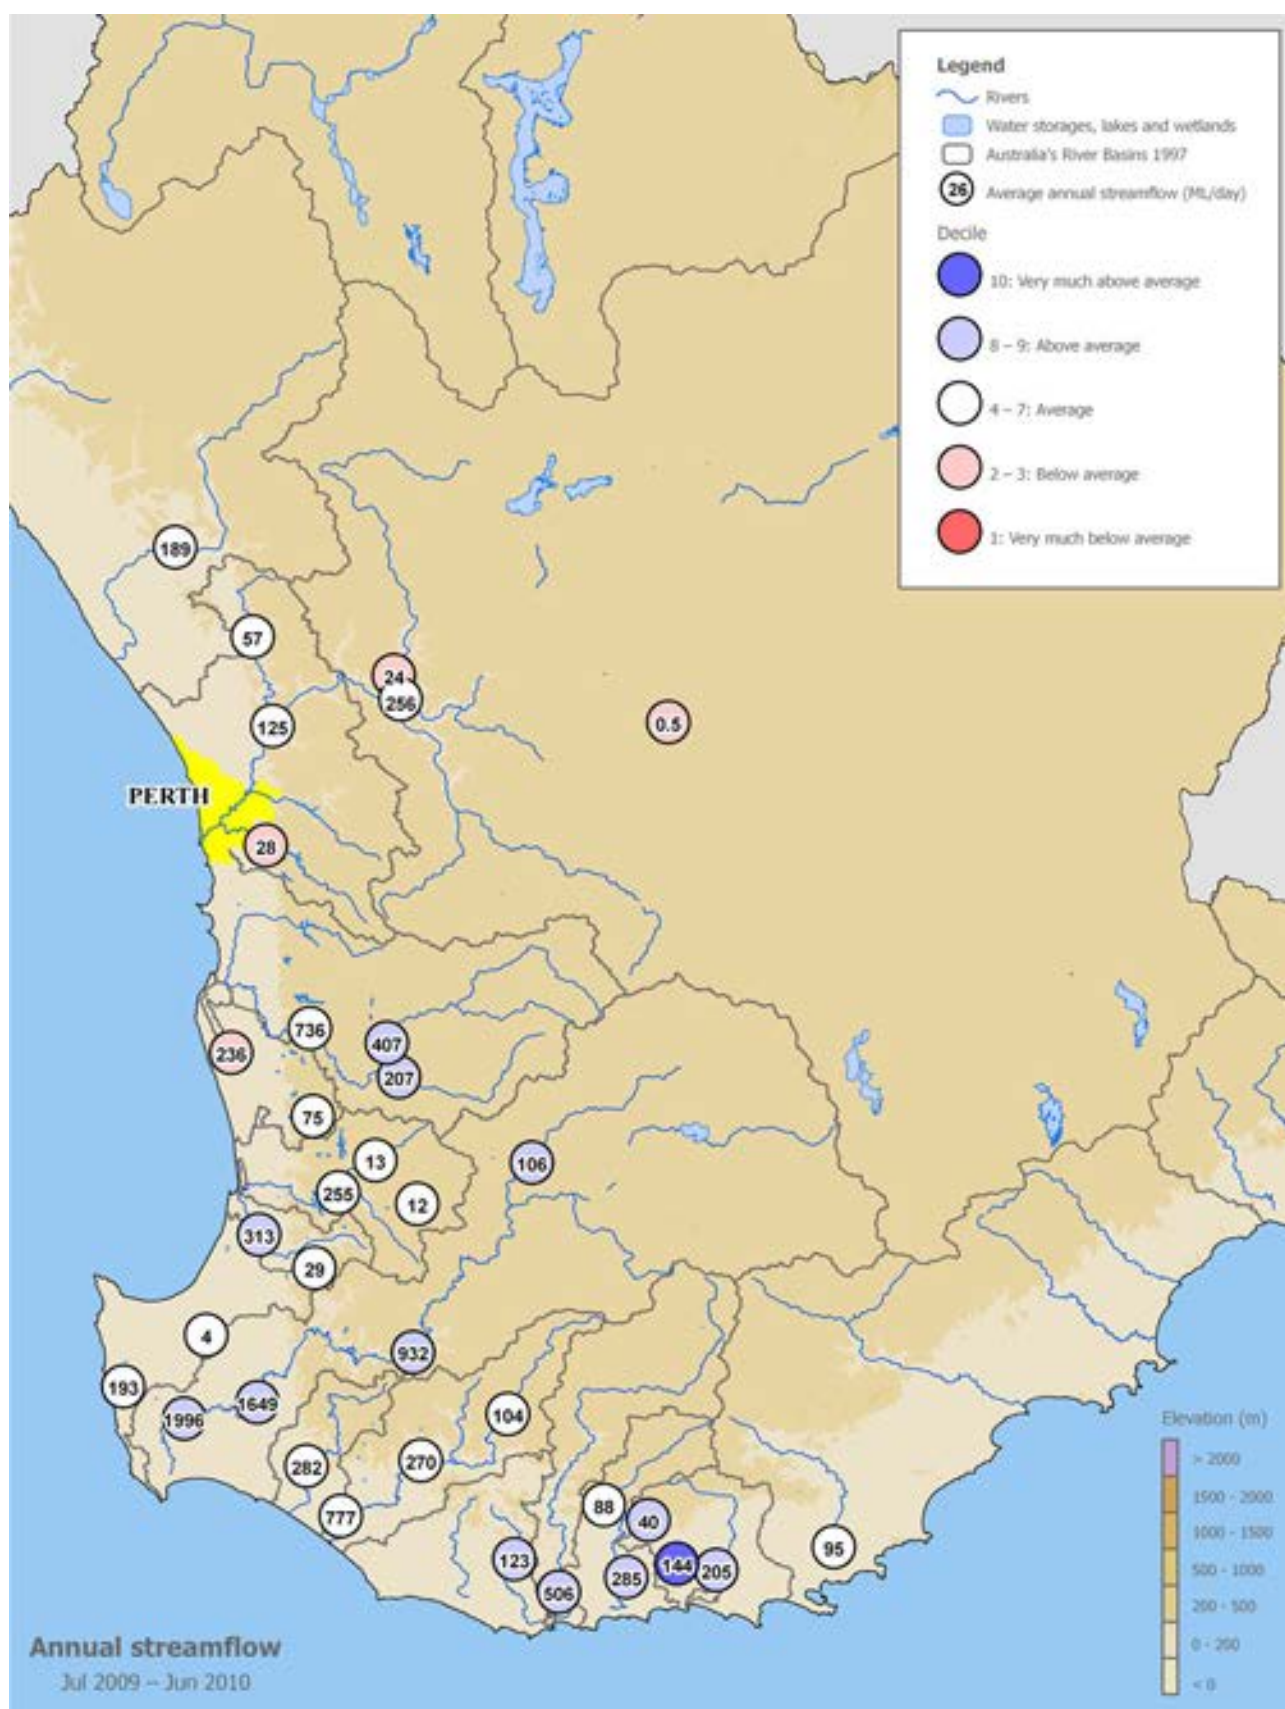 Legend
Rivers
Water storages, lakes and wetlands
Australia's River Basins 1997
26 Average annual streamflow (ML/day)
Decile
10: Very much above average
8 – 9: Above average
4 – 7: Average
2 – 3: Below average
1: Very much below average
189
57
24
256
0.5
125
PERTH
28
736
407
236
207
75
13
106
255
12
313
29
4
932
193
1649
1996
104
270
282
88
777
40
95
123
144
205
285
506
Elevation (m)
> 2000
1500 - 2000
1000 - 1500
500 - 1000
200 - 500
0 - 200
< 0
Annual streamflow
Jul 2009 – Jun 2010